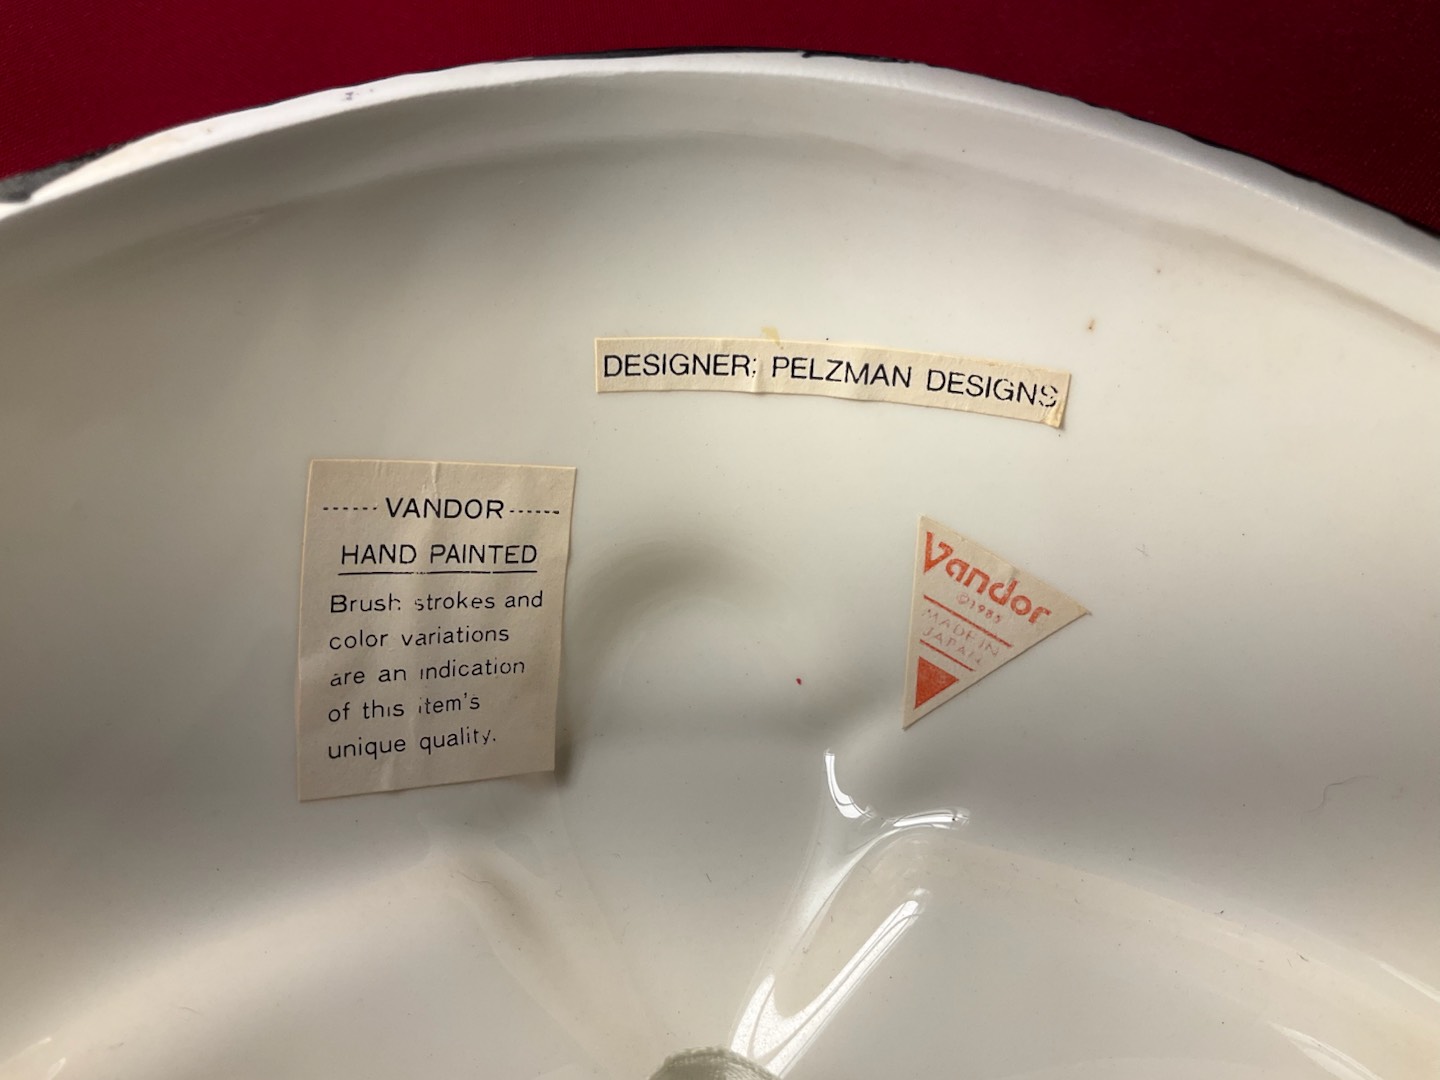 DESIGNER: PELZMAN DESIGNS
------ VANDOR ------
HAND PAINTED
Brush strokes and
color variations
are an indication
of this item's
unique quality.
Vandor
©1985
MADE IN
JAPAN